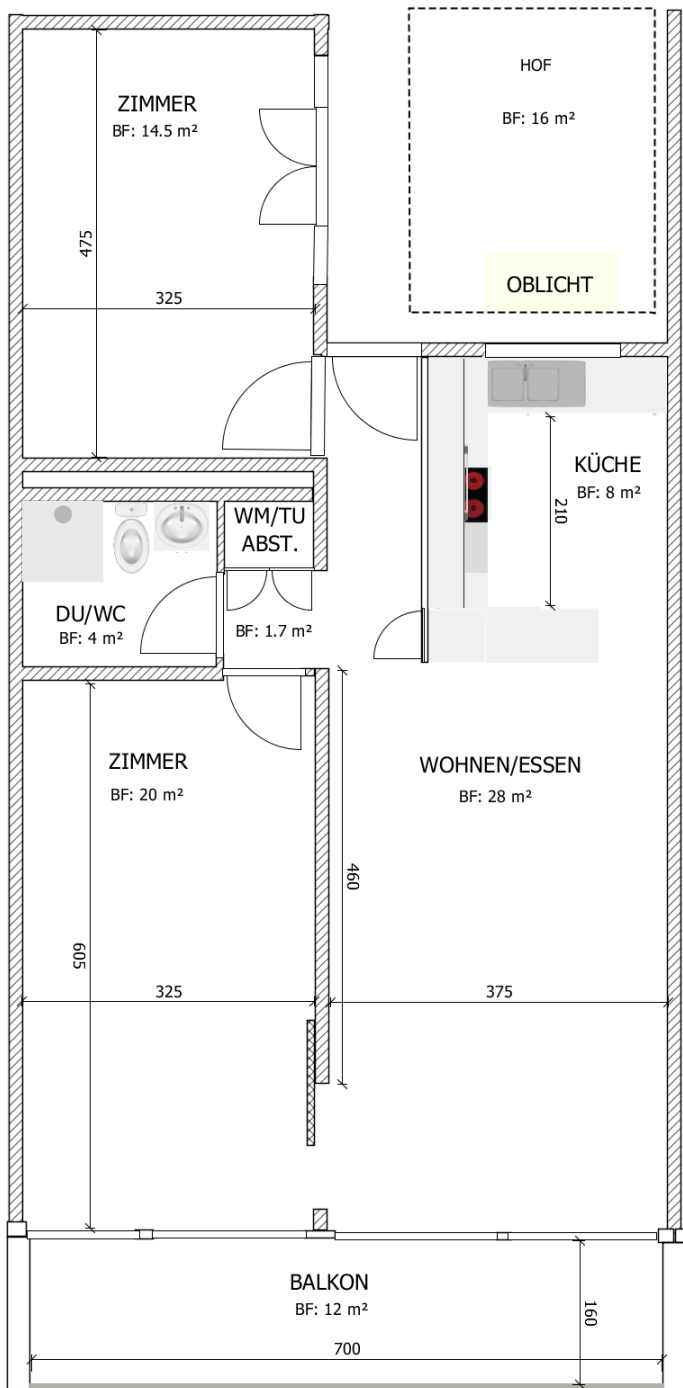 HOF
ZIMMER
BF: 14.5 m²
BF: 16 m²
475
OBLICHT
325
KÜCHE
BF: 8 m²
210
WM/TU
ABST.
DU/WC
BF: 4 m²
BF: 1.7 m²
ZIMMER
BF: 20 m²
WOHNEN/ESSEN
BF: 28 m²
460
605
325
375
BALKON
BF: 12 m²
160
700